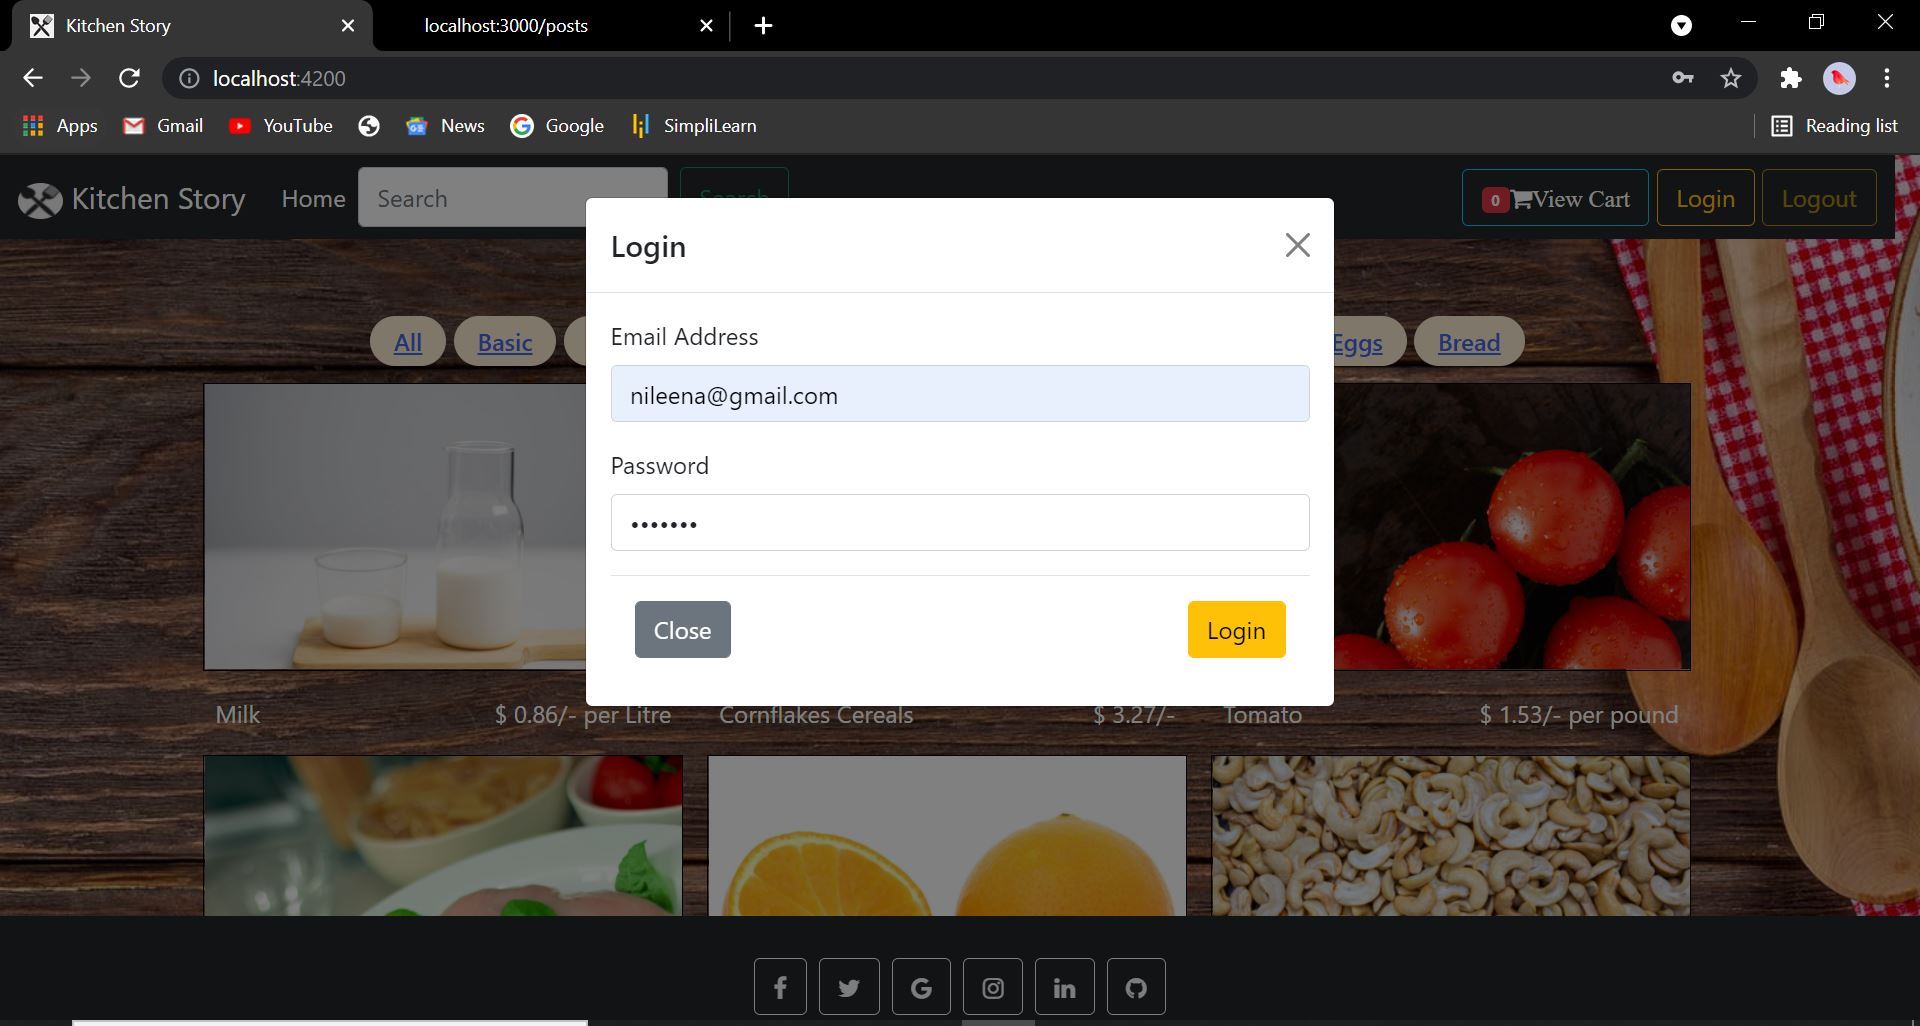 Kitchen Story
localhost:3000/posts
localhost:4200
Apps Gmail YouTube News Google SimpliLearn Reading list
Kitchen Story Home Search Search 0 View Cart Login Logout
Login
All Basic Eggs Bread
Email Address
nileena@gmail.com
Password
•••••••
Close Login
Milk $ 0.86/- per Litre Cornflakes Cereals $ 3.27/- Tomato $ 1.53/- per pound